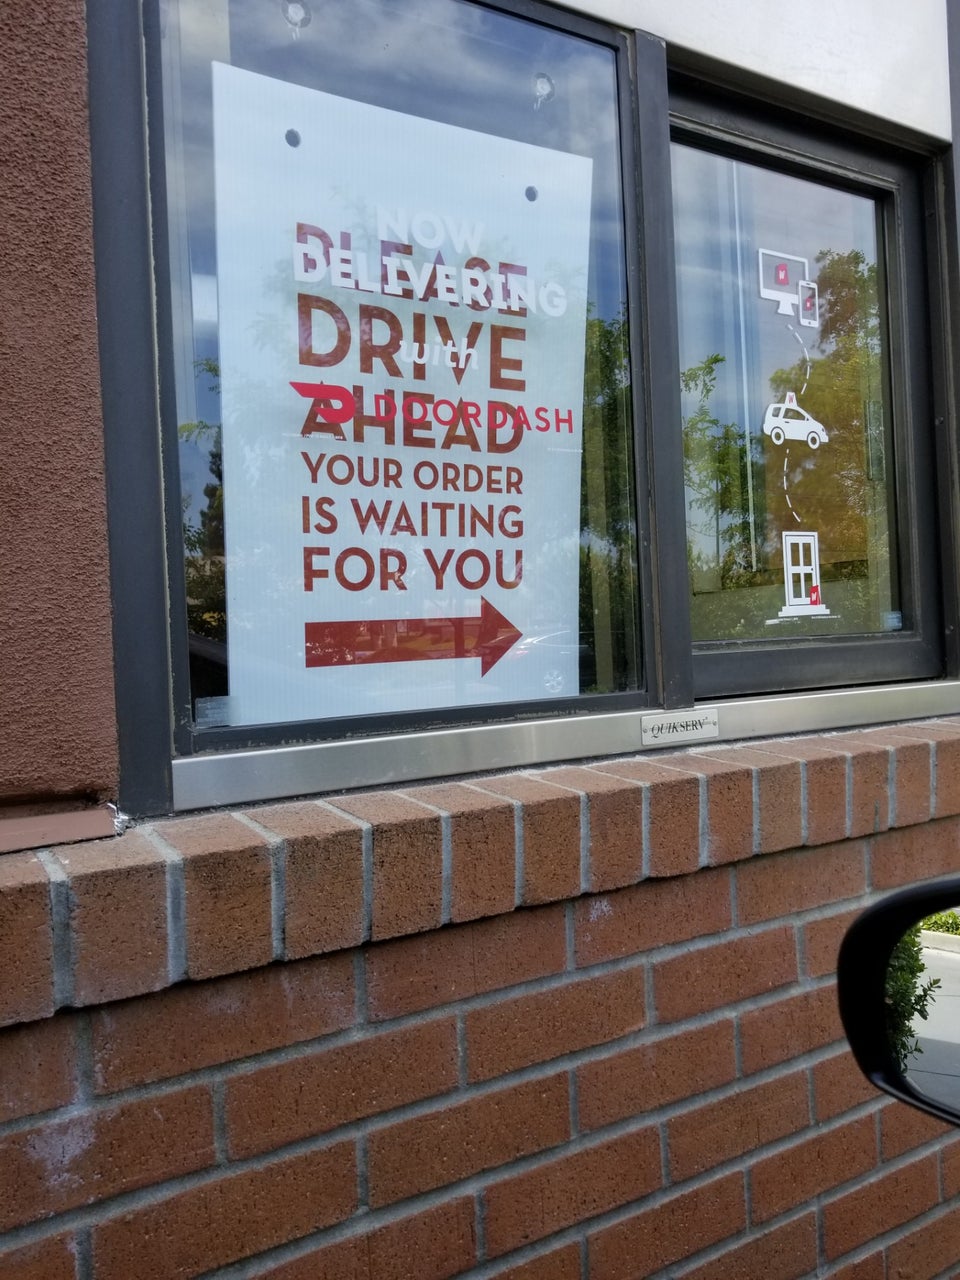 NOW
DELIVERING
with
DOORDASH
PLEASE
DRIVE
AHEAD
YOUR ORDER
IS WAITING
FOR YOU
QUIKSERV